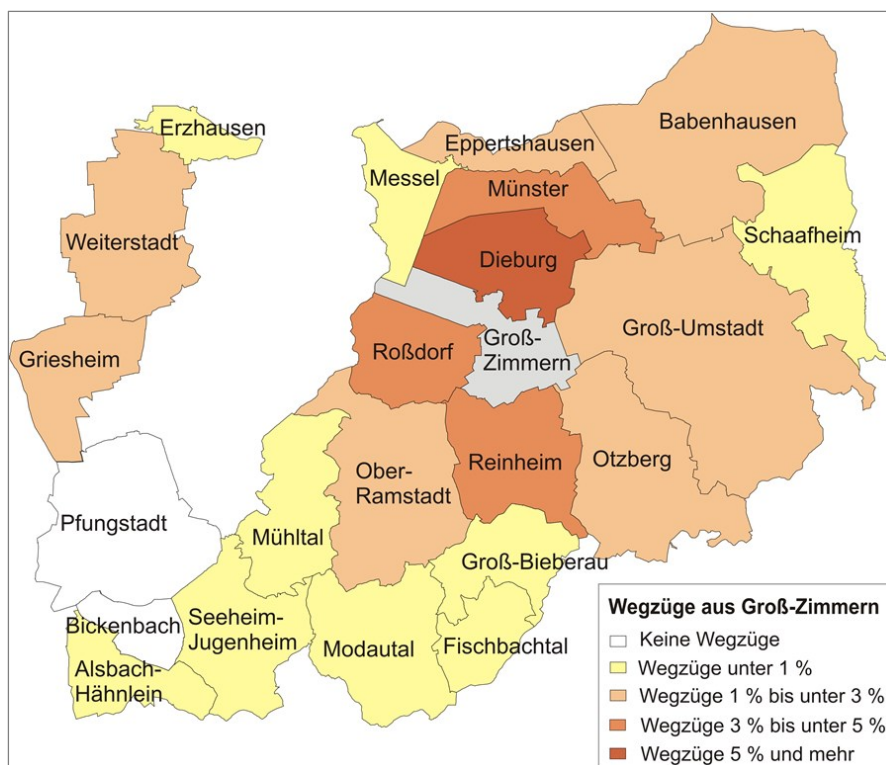 Babenhausen
Erzhausen
Eppertshausen
Messel
Münster
Schaafheim
Weiterstadt
Dieburg
Groß-Umstadt
Groß-
Zimmern
Roßdorf
Griesheim
Otzberg
Reinheim
Ober-
Ramstadt
Pfungstadt
Mühltal
Groß-Bieberau
Bickenbach
Seeheim-
Jugenheim
Modautal
Fischbachtal
Alsbach-
Hähnlein
Wegzüge aus Groß-Zimmern
Keine Wegzüge
Wegzüge unter 1 %
Wegzüge 1 % bis unter 3 %
Wegzüge 3 % bis unter 5 %
Wegzüge 5 % und mehr